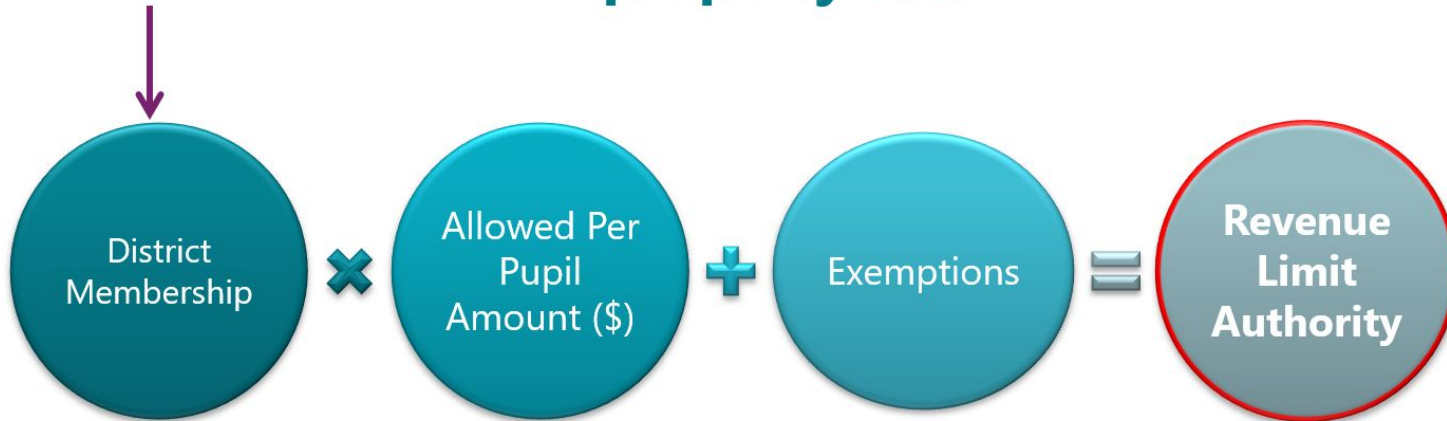 District
Membership
×
Allowed Per
Pupil
Amount ($)
+
Exemptions
=
Revenue
Limit
Authority